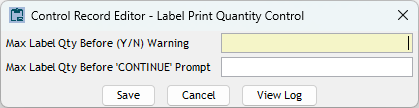 Control Record Editor - Label Print Quantity Control
Max Label Qty Before (Y/N) Warning
Max Label Qty Before 'CONTINUE' Prompt
Save Cancel View Log